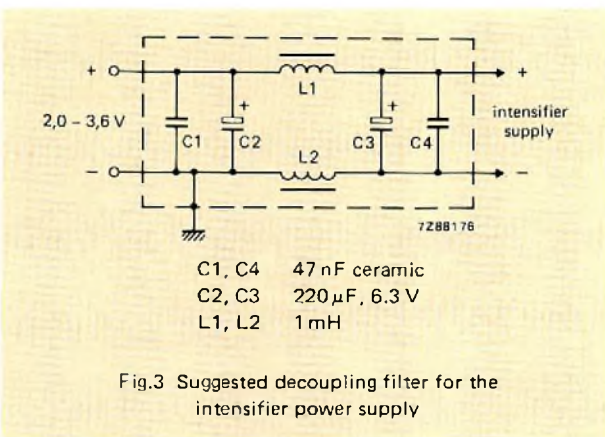 + L1 +
2,0 – 3,6 V + + intensifier
supply
C1 C2 L2 C3 C4
– –
7Z88176
C1, C4 47 nF ceramic
C2, C3 220 µF, 6.3 V
L1, L2 1 mH
Fig.3 Suggested decoupling filter for the
intensifier power supply